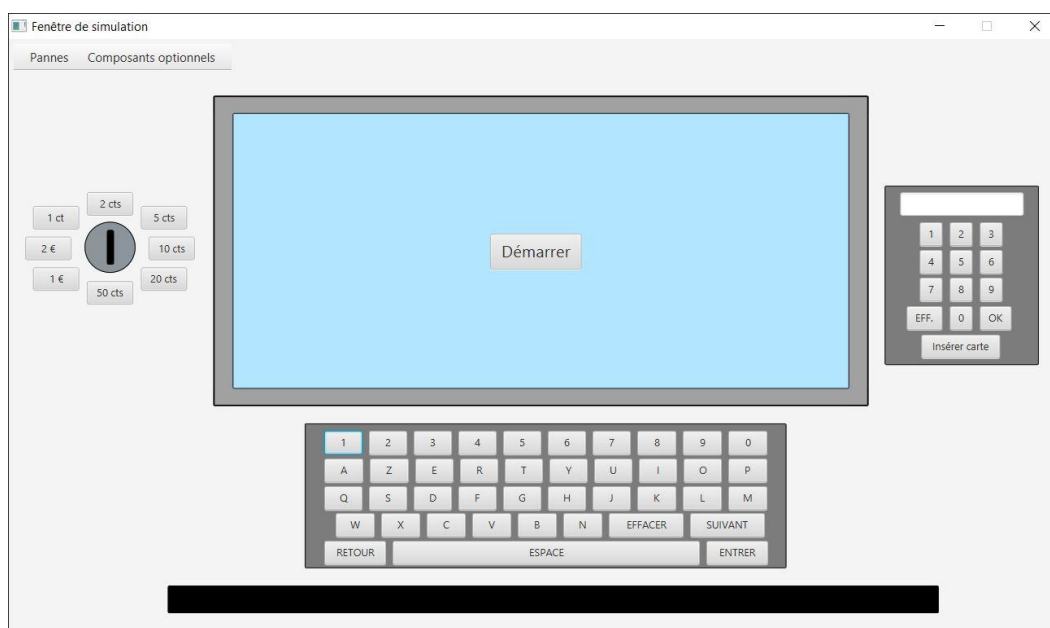 Fenêtre de simulation
Pannes Composants optionnels
2 cts
1 ct 5 cts
2 € 10 cts
1 € 20 cts
50 cts
Démarrer
1 2 3
4 5 6
7 8 9
EFF. 0 OK
Insérer carte
1 2 3 4 5 6 7 8 9 0
A Z E R T Y U I O P
Q S D F G H J K L M
W X C V B N EFFACER SUIVANT
RETOUR ESPACE ENTRER